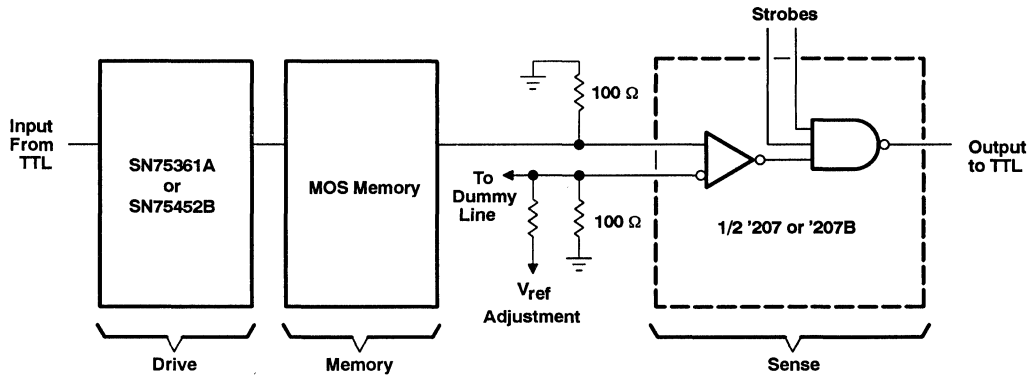 Strobes
100 Ω
Input
From
TTL
SN75361A
or
SN75452B
MOS Memory
To
Dummy
Line
100 Ω
Vref
Adjustment
1/2 '207 or '207B
Output
to TTL
Drive
Memory
Sense